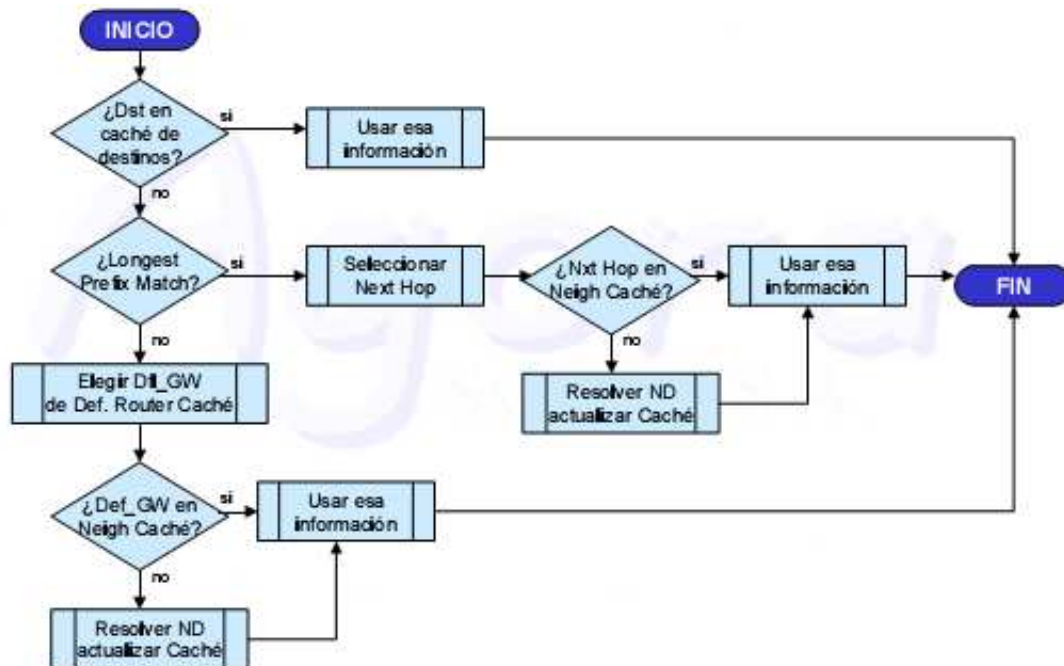 INICIO
¿Dst en
caché de
destinos?
si
Usar esa
información
no
¿Longest
Prefix Match?
si
Seleccionar
Next Hop
¿Nxt Hop en
Neigh Caché?
si
Usar esa
información
FIN
no
no
Elegir Dfl_GW
de Def. Router Caché
Resolver ND
actualizar Caché
¿Def_GW en
Neigh Caché?
si
Usar esa
información
no
Resolver ND
actualizar Caché
Agora